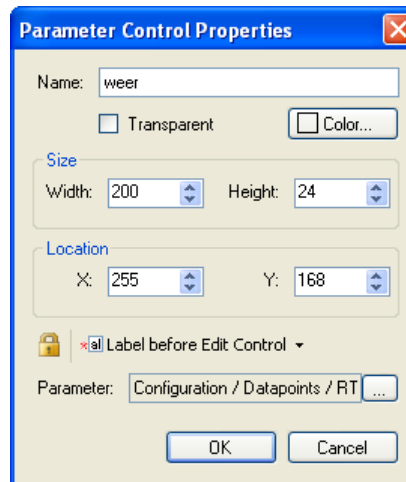 Parameter Control Properties
Name: weer
Transparent Color...
Size
Width: 200 Height: 24
Location
X: 255 Y: 168
*al Label before Edit Control
Parameter: Configuration / Datapoints / RT ...
OK Cancel